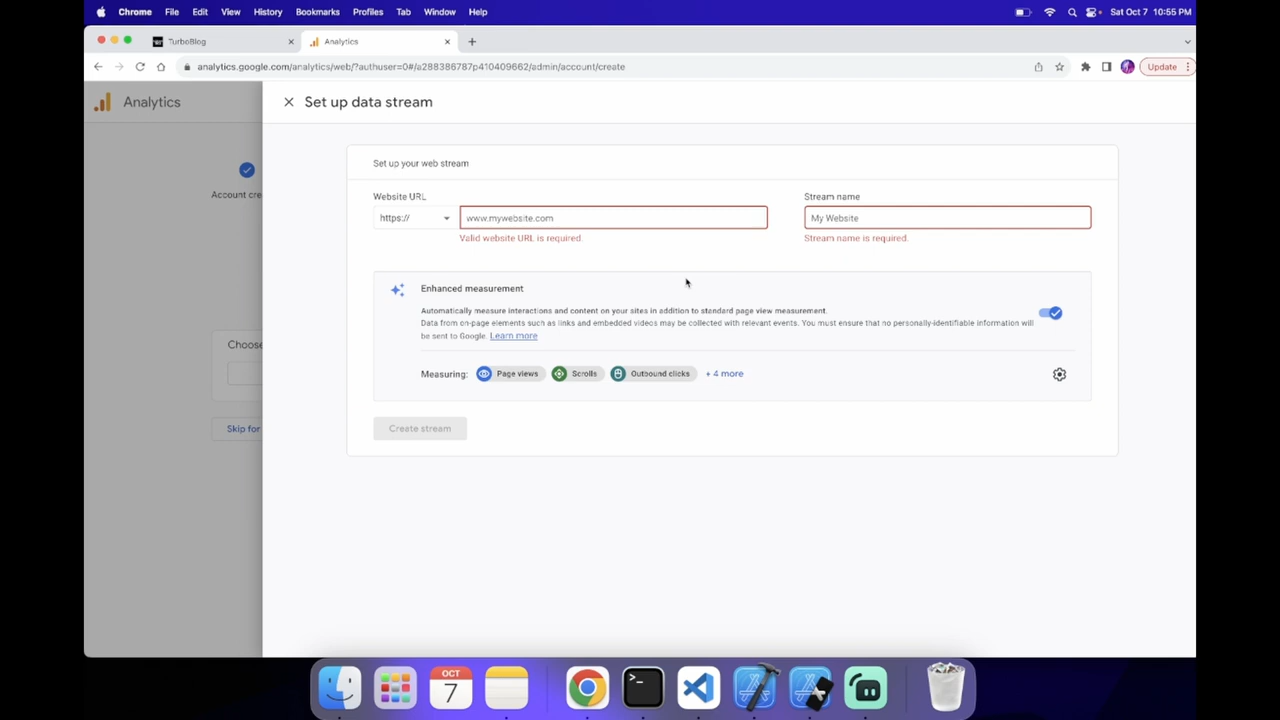 Chrome File Edit View History Bookmarks Profiles Tab Window Help Sat Oct 7 10:55 PM
TurboBlog
Analytics
analytics.google.com/analytics/web/?authuser=0#/a288386787p410409662/admin/account/create
Update
Analytics
Set up data stream
Set up your web stream
Account cre
Website URL
Stream name
https://
www.mywebsite.com
My Website
Valid website URL is required.
Stream name is required.
Enhanced measurement
Automatically measure interactions and content on your sites in addition to standard page view measurement.
Data from on-page elements such as links and embedded videos may be collected with relevant events. You must ensure that no personally-identifiable information will
be sent to Google. Learn more
Choose
Measuring: Page views Scrolls Outbound clicks + 4 more
Skip for
Create stream
OCT
7